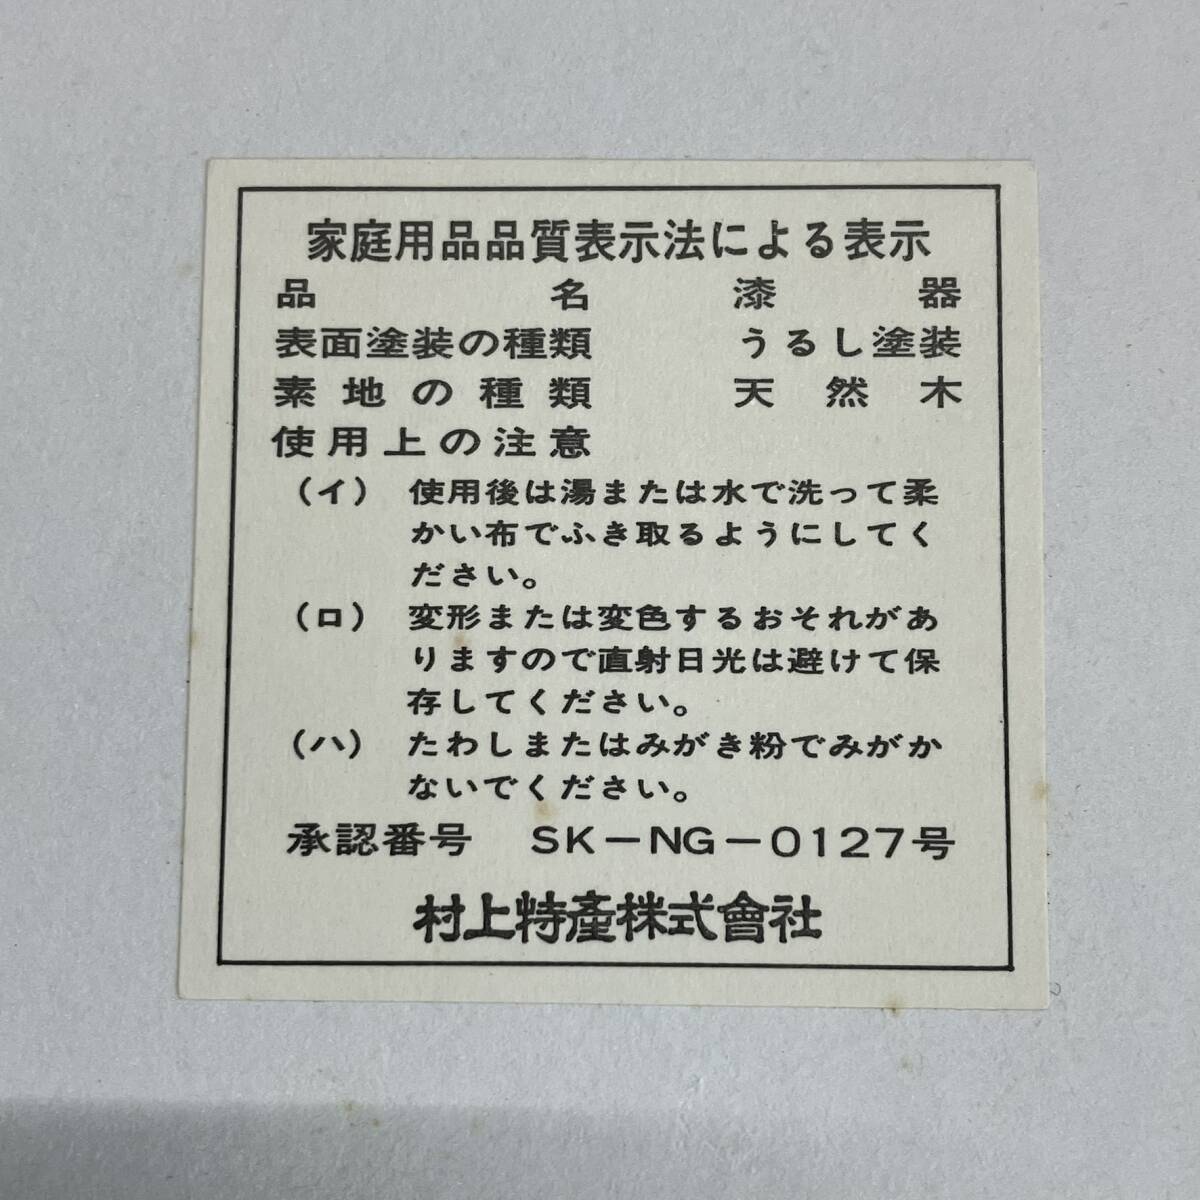 家庭用品品質表示法による表示
品名 漆器
表面塗装の種類 うるし塗装
素地の種類 天然木
使用上の注意
(イ) 使用後は湯または水で洗って柔
かい布でふき取るようにしてく
ださい。
(ロ) 変形または変色するおそれがあ
りますので直射日光は避けて保
存してください。
(ハ) たわしまたはみがき粉でみがか
ないでください。
承認番号 SK-NG-0127号
村上特産株式會社